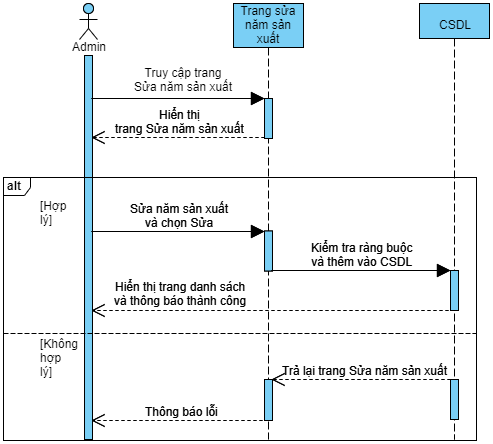 Admin
Trang sửa
năm sản
xuất
CSDL
Truy cập trang
Sửa năm sản xuất
Hiển thị
trang Sửa năm sản xuất
alt
[Hợp
lý]
Sửa năm sản xuất
và chọn Sửa
Kiểm tra ràng buộc
và thêm vào CSDL
Hiển thị trang danh sách
và thông báo thành công
[Không
hợp
lý]
Trả lại trang Sửa năm sản xuất
Thông báo lỗi